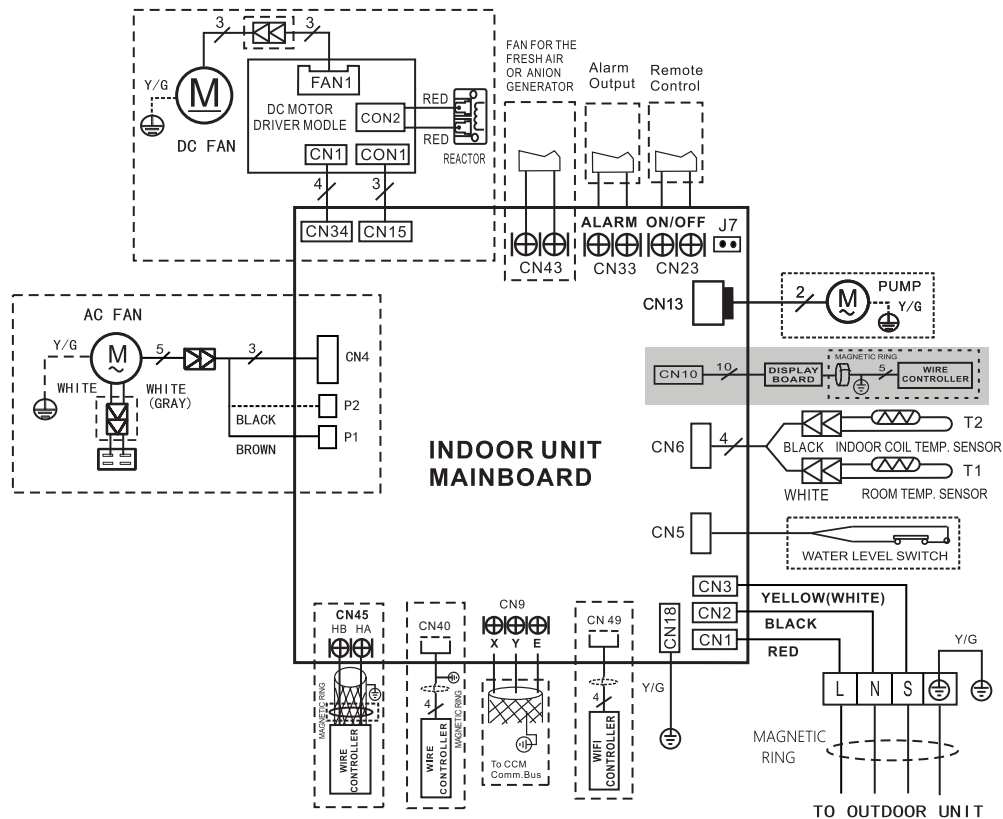 3
3
Y/G
M
DC FAN
FAN1
DC MOTOR
DRIVER MODLE
CON2
RED
RED
REACTOR
CN1
CON1
4
3
CN34
CN15
FAN FOR THE
FRESH AIR
OR ANION
GENERATOR
Alarm
Output
Remote
Control
ALARM
ON/OFF
J7
CN43
CN33
CN23
CN13
2
M
~
PUMP
Y/G
AC FAN
Y/G
M
~
5
3
CN4
WHITE
WHITE
(GRAY)
P2
BLACK
P1
BROWN
CN10
10
DISPLAY
BOARD
MAGNETIC RING
5
WIRE
CONTROLLER
CN6
4
T2
BLACK
INDOOR COIL TEMP. SENSOR
T1
WHITE
ROOM TEMP. SENSOR
INDOOR UNIT
MAINBOARD
CN5
WATER LEVEL SWITCH
CN3
YELLOW(WHITE)
CN2
BLACK
CN1
RED
CN18
Y/G
Y/G
L N S
MAGNETIC
RING
TO OUTDOOR UNIT
CN45
HB HA
MAGNETIC RING
WIRE
CONTROLLER
CN40
4
MAGNETIC RING
WIRE
CONTROLLER
CN9
X Y E
To CCM
Comm.Bus
CN 49
4
WIFI
CONTROLLER